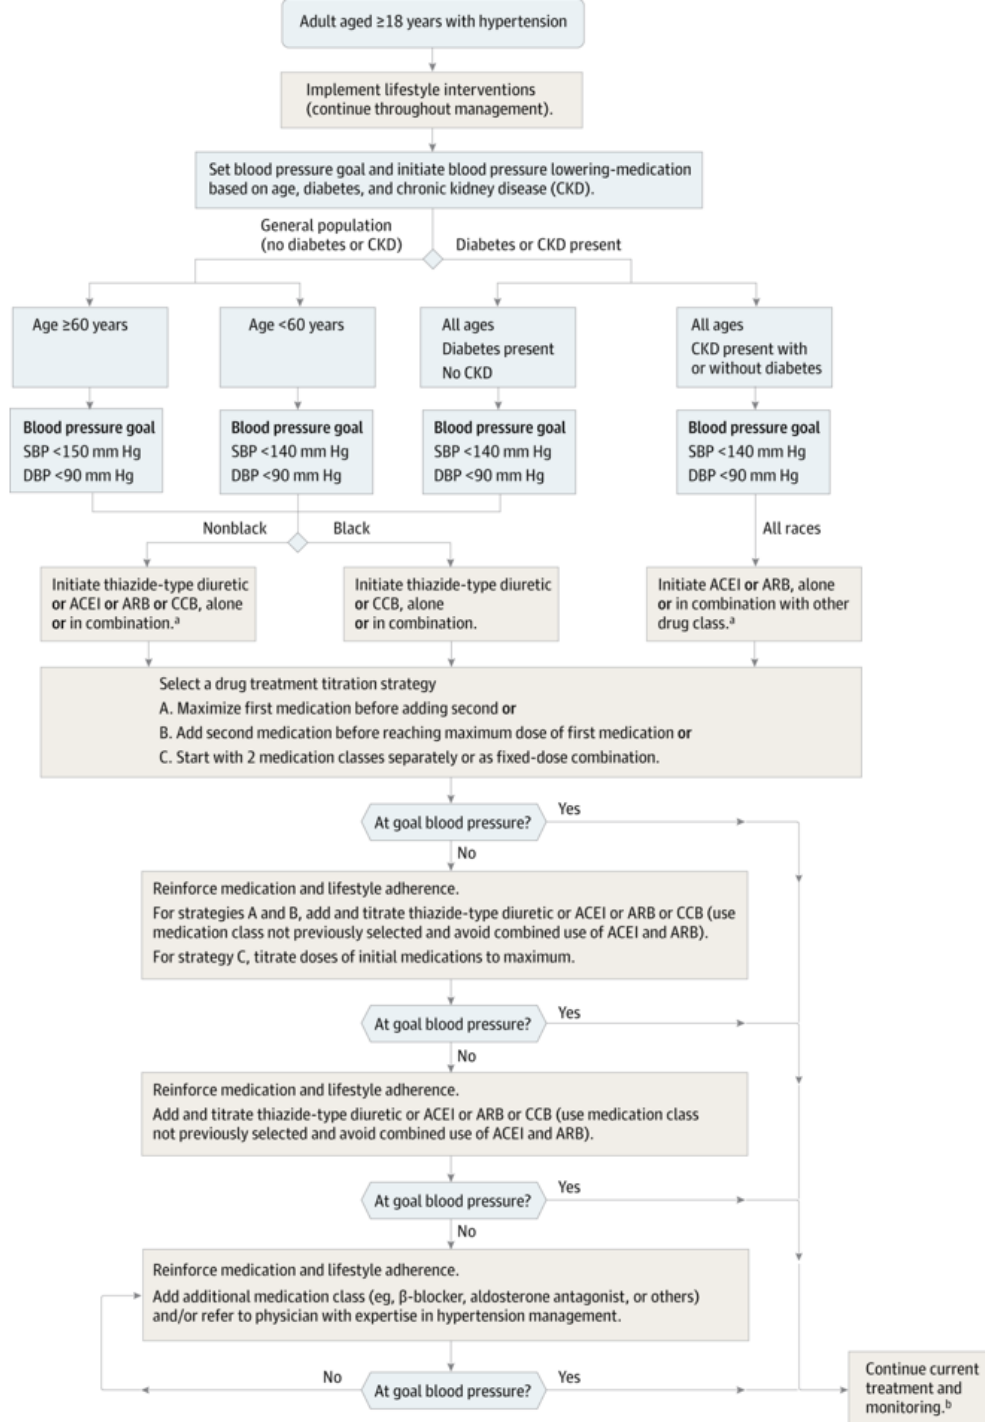 Adult aged ≥18 years with hypertension
Implement lifestyle interventions
(continue throughout management).
Set blood pressure goal and initiate blood pressure lowering-medication
based on age, diabetes, and chronic kidney disease (CKD).
General population
(no diabetes or CKD)
Diabetes or CKD present
Age ≥60 years
Age <60 years
All ages
Diabetes present
No CKD
All ages
CKD present with
or without diabetes
Blood pressure goal
SBP <150 mm Hg
DBP <90 mm Hg
Blood pressure goal
SBP <140 mm Hg
DBP <90 mm Hg
Blood pressure goal
SBP <140 mm Hg
DBP <90 mm Hg
Blood pressure goal
SBP <140 mm Hg
DBP <90 mm Hg
Nonblack
Black
All races
Initiate thiazide-type diuretic
or ACEI or ARB or CCB, alone
or in combination.ᵃ
Initiate thiazide-type diuretic
or CCB, alone
or in combination.
Initiate ACEI or ARB, alone
or in combination with other
drug class.ᵃ
Select a drug treatment titration strategy
A. Maximize first medication before adding second or
B. Add second medication before reaching maximum dose of first medication or
C. Start with 2 medication classes separately or as fixed-dose combination.
At goal blood pressure?
Yes
No
Reinforce medication and lifestyle adherence.
For strategies A and B, add and titrate thiazide-type diuretic or ACEI or ARB or CCB (use
medication class not previously selected and avoid combined use of ACEI and ARB).
For strategy C, titrate doses of initial medications to maximum.
At goal blood pressure?
Yes
No
Reinforce medication and lifestyle adherence.
Add and titrate thiazide-type diuretic or ACEI or ARB or CCB (use medication class
not previously selected and avoid combined use of ACEI and ARB).
At goal blood pressure?
Yes
No
Reinforce medication and lifestyle adherence.
Add additional medication class (eg, β-blocker, aldosterone antagonist, or others)
and/or refer to physician with expertise in hypertension management.
No
At goal blood pressure?
Yes
Continue current
treatment and
monitoring.ᵇ